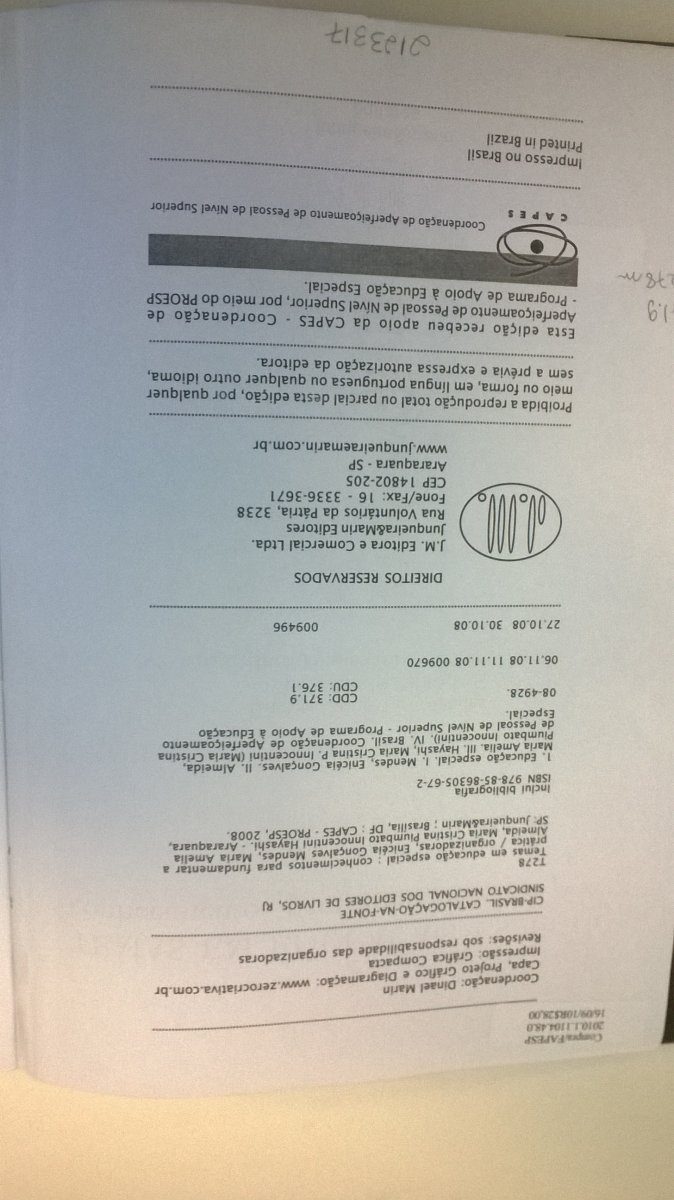 Compra/FAPESP
2010.1.1104.48.0
16/09/10R$28,00
Coordenação: Dinael Marin
Capa, Projeto Gráfico e Diagramação: www.zerocriativa.com.br
Impressão: Gráfica Compacta
Revisões: sob responsabilidade das organizadoras
CIP-BRASIL. CATALOGAÇÃO-NA-FONTE
SINDICATO NACIONAL DOS EDITORES DE LIVROS, RJ
T278
Temas em educação especial : conhecimentos para fundamentar a
prática / organizadoras, Enicéia Gonçalves Mendes, Maria Amelia
Almeida, Maria Cristina Piumbato Innocentini Hayashi. - Araraquara,
SP: Junqueira&Marin ; Brasília, DF : CAPES - PROESP, 2008.
Inclui bibliografia
ISBN 978-85-86305-67-2
1. Educação especial. I. Mendes, Enicéia Gonçalves. II. Almeida,
Maria Amelia. III. Hayashi, Maria Cristina P. Innocentini (Maria Cristina
Piumbato Innocentini). IV. Brasil. Coordenação de Aperfeiçoamento
de Pessoal de Nível Superior - Programa de Apoio à Educação
Especial.
08-4928. CDD: 371.9
CDU: 376.1
06.11.08 11.11.08 009670
27.10.08 30.10.08 009496
DIREITOS RESERVADOS
J.M. Editora e Comercial Ltda.
Junqueira&Marin Editores
Rua Voluntários da Pátria, 3238
Fone/Fax: 16 - 3336-3671
CEP 14802-205
Araraquara - SP
www.junqueiraemarin.com.br
Proibida a reprodução total ou parcial desta edição, por qualquer
meio ou forma, em língua portuguesa ou qualquer outro idioma,
sem a prévia e expressa autorização da editora.
Esta edição recebeu apoio da CAPES - Coordenação de
Aperfeiçoamento de Pessoal de Nível Superior, por meio do PROESP
- Programa de Apoio à Educação Especial.
C A P E S
Coordenação de Aperfeiçoamento de Pessoal de Nível Superior
Impresso no Brasil
Printed in Brazil
2123317